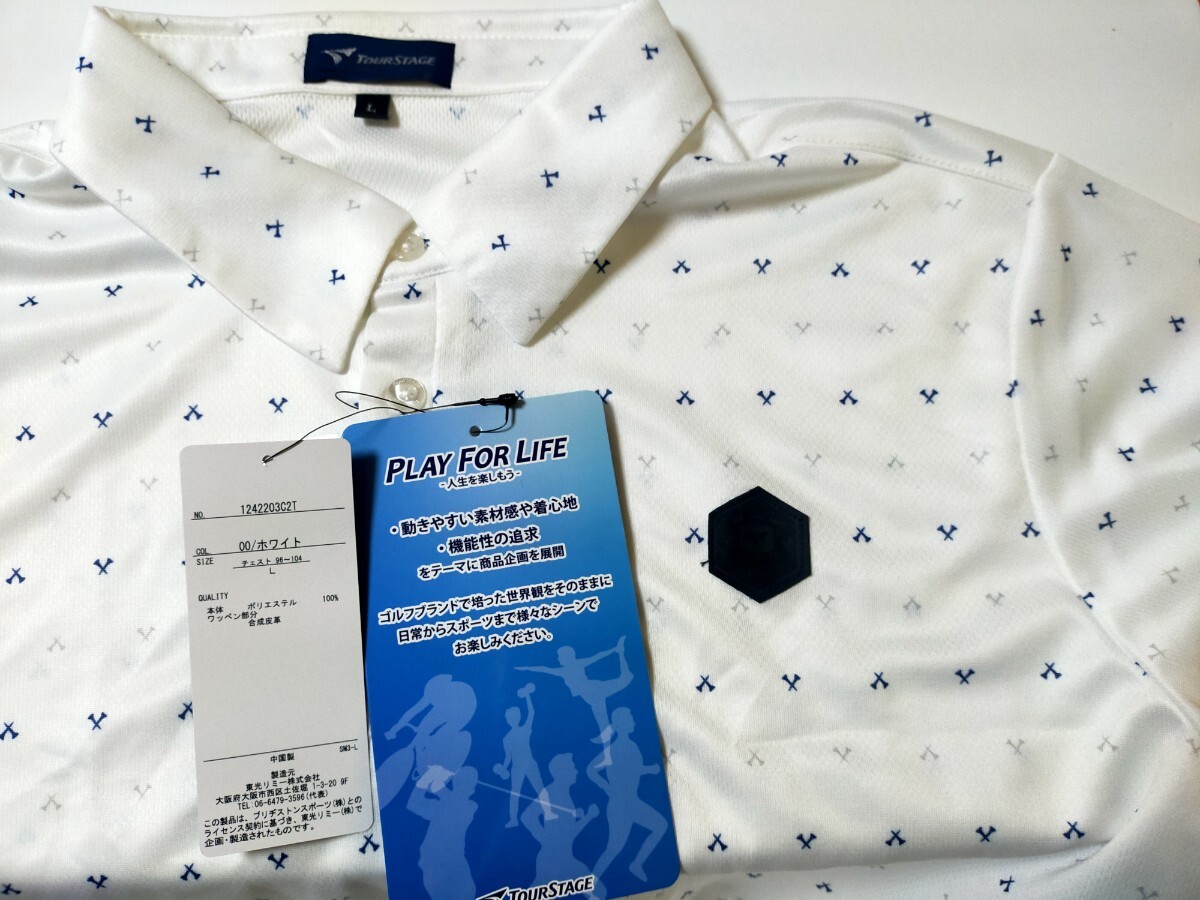 TOURSTAGE
L
NO. 1242203C2T
COL. 00/ホワイト
SIZE チェスト 96～104
L
QUALITY
本体 ポリエステル 100%
ワッペン部分
合成皮革
SM3-L
中国製
製造元
東光リミー株式会社
大阪府大阪市西区土佐堀 1-3-20 9F
TEL:06-6479-3596(代表)
この製品は、ブリヂストンスポーツ(株)との
ライセンス契約に基づき、東光リミー(株)で
企画・製造されたものです。
PLAY FOR LIFE
-人生を楽しもう-
・動きやすい素材感や着心地
・機能性の追求
をテーマに商品企画を展開
ゴルフブランドで培った世界観をそのままに
日常からスポーツまで様々なシーンで
お楽しみください。
TOURSTAGE